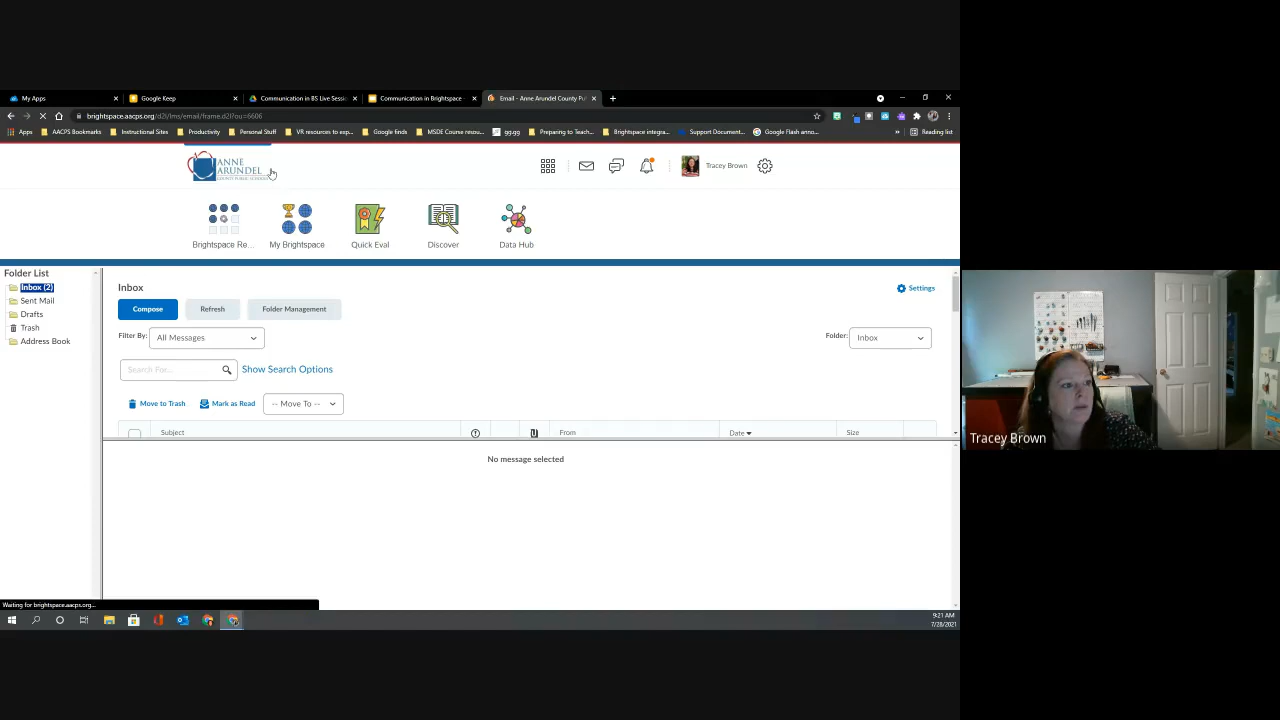 My Apps
Google Keep
Communication in BS Live Sessi
Communication in Brightspace
Email - Anne Arundel County Pu
brightspace.aacps.org/d2l/lms/email/frame.d2l?ou=6606
Apps AACPS Bookmarks Instructional Sites Productivity Personal Stuff VR resources to exp... Google finds MSDE Course resou... gg.gg Preparing to Teach... Brightspace integra... Support Document... Google Flash anno... » Reading list
ANNE
ARUNDEL
COUNTY PUBLIC SCHOOLS
Tracey Brown
Brightspace Re...
My Brightspace
Quick Eval
Discover
Data Hub
Folder List
Inbox (2)
Sent Mail
Drafts
Trash
Address Book
Inbox
Settings
Compose
Refresh
Folder Management
Filter By: All Messages
Folder: Inbox
Search For...
Show Search Options
Move to Trash
Mark as Read
-- Move To --
Subject From Date Size
No message selected
Waiting for brightspace.aacps.org...
9:21 AM
7/28/2021
Tracey Brown